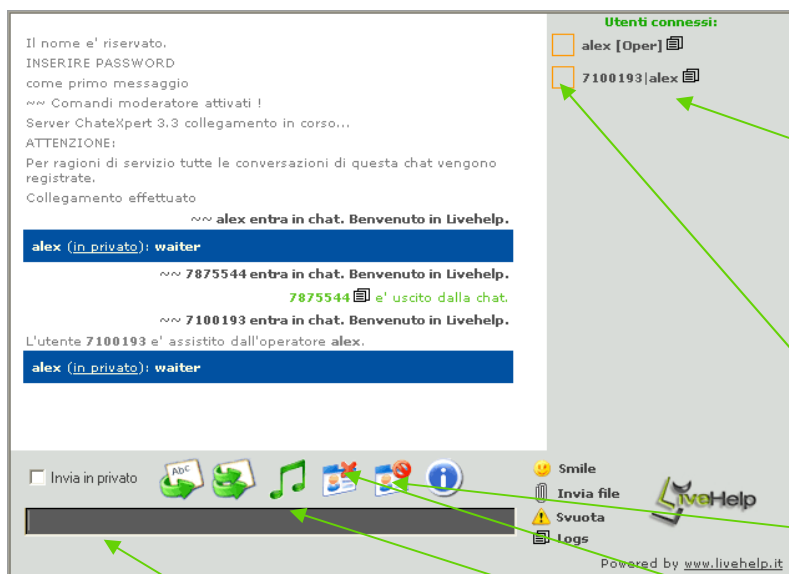 Il nome e' riservato.
INSERIRE PASSWORD
come primo messaggio
~~ Comandi moderatore attivati !
Server ChateXpert 3.3 collegamento in corso...
ATTENZIONE:
Per ragioni di servizio tutte le conversazioni di questa chat vengono
registrate.
Collegamento effettuato
~~ alex entra in chat. Benvenuto in Livehelp.
alex (in privato): waiter
~~ 7875544 entra in chat. Benvenuto in Livehelp.
7875544 e' uscito dalla chat.
~~ 7100193 entra in chat. Benvenuto in Livehelp.
L'utente 7100193 e' assistito dall'operatore alex.
alex (in privato): waiter
Utenti connessi:
alex [Oper]
7100193|alex
Invia in privato
Abc
Smile
Invia file
Svuota
Logs
LiveHelp
Powered by www.livehelp.it